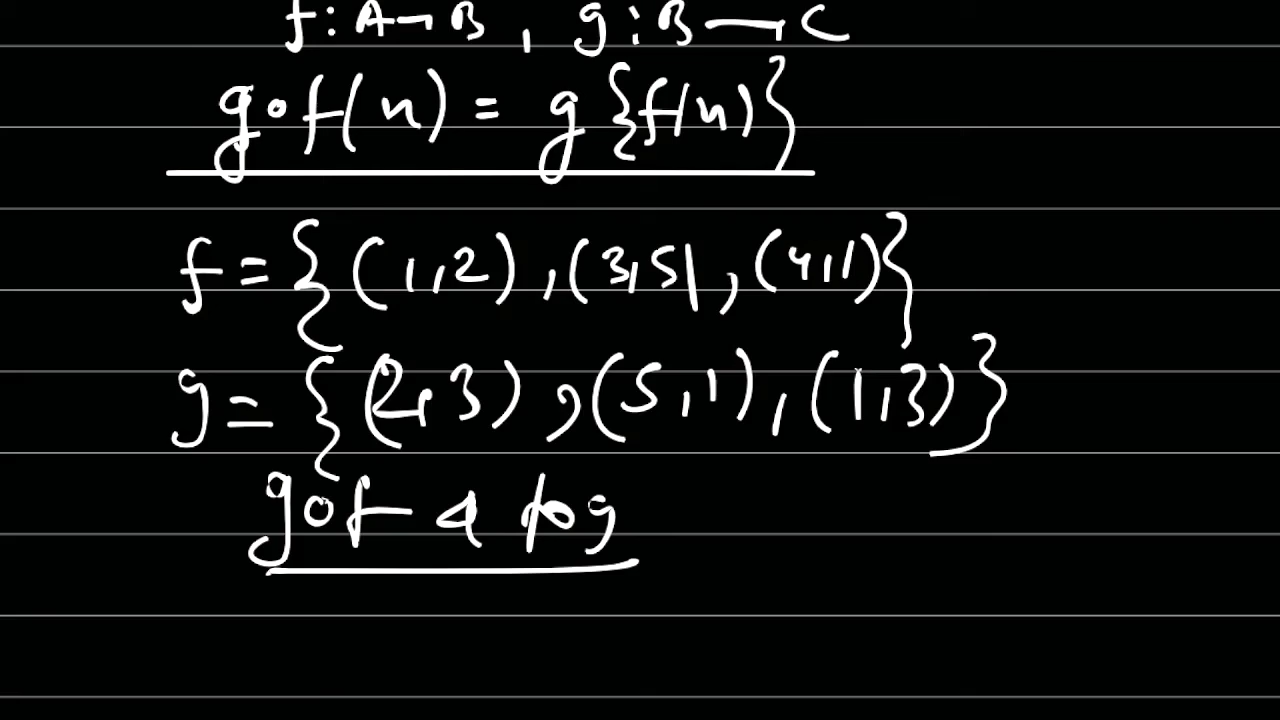 f : A → B , g : B → C
gof(n) = g{f(n)}
f = {(1,2), (3,5|, (4,1)}
g = {(2,3), (5,1), (1,3)}
gof & fog